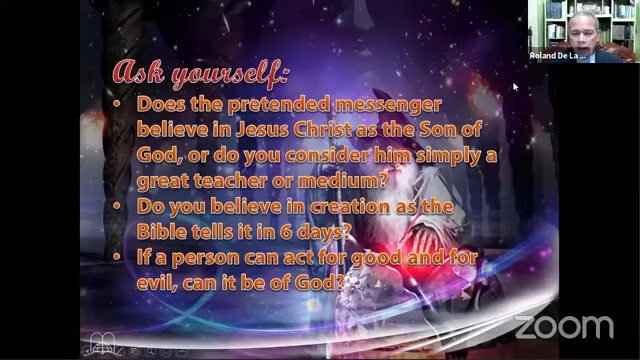 Roland De La ...
Ask yourself:
• Does the pretended messenger
believe in Jesus Christ as the Son of
God, or do you consider him simply a
great teacher or medium?
• Do you believe in creation as the
Bible tells it in 6 days?
• If a person can act for good and for
evil, can it be of God?
zoom